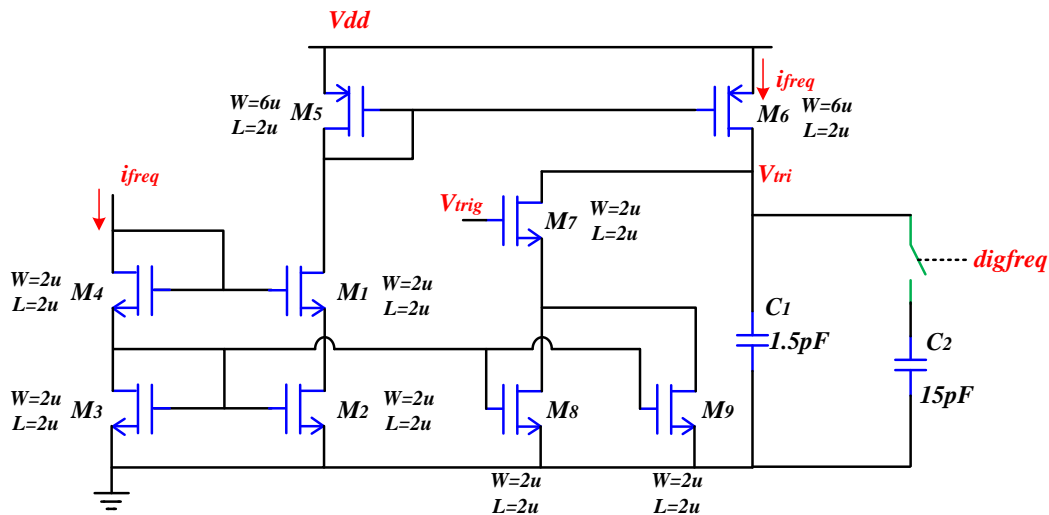 Vdd
ifreq
W=6u
L=2u
M5
M6
W=6u
L=2u
ifreq
Vtri
Vtrig
M7
W=2u
L=2u
digfreq
W=2u
L=2u
M4
M1
W=2u
L=2u
C1
1.5pF
C2
15pF
W=2u
L=2u
M3
M2
W=2u
L=2u
M8
M9
W=2u
L=2u
W=2u
L=2u